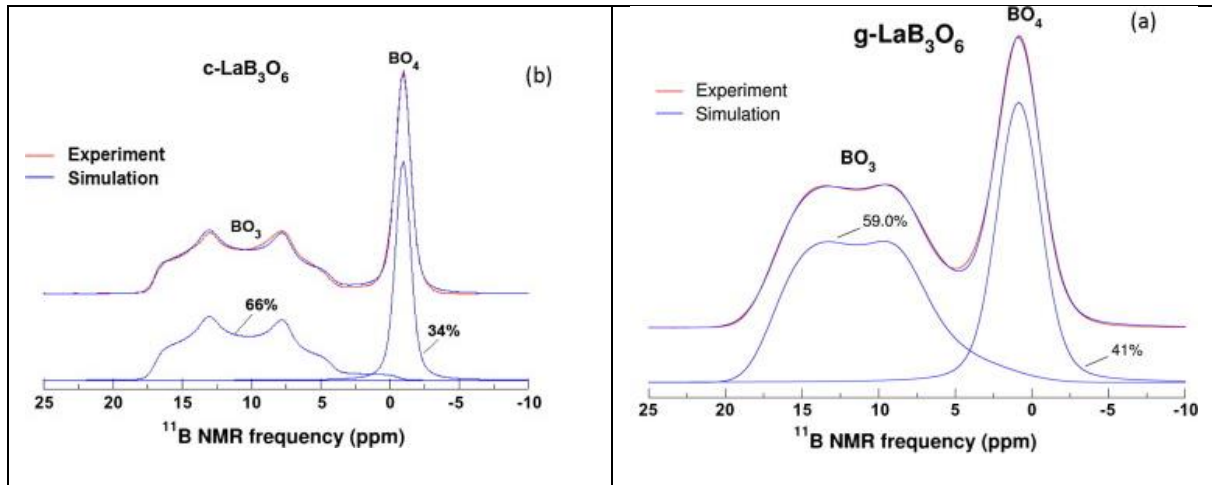 BO₄
c-LaB₃O₆
(b)
Experiment
Simulation
BO₃
66%
34%
25 20 15 10 5 0 -5 -10
¹¹B NMR frequency (ppm)
BO₄
(a)
g-LaB₃O₆
Experiment
Simulation
BO₃
59.0%
41%
25 20 15 10 5 0 -5 -10
¹¹B NMR frequency (ppm)